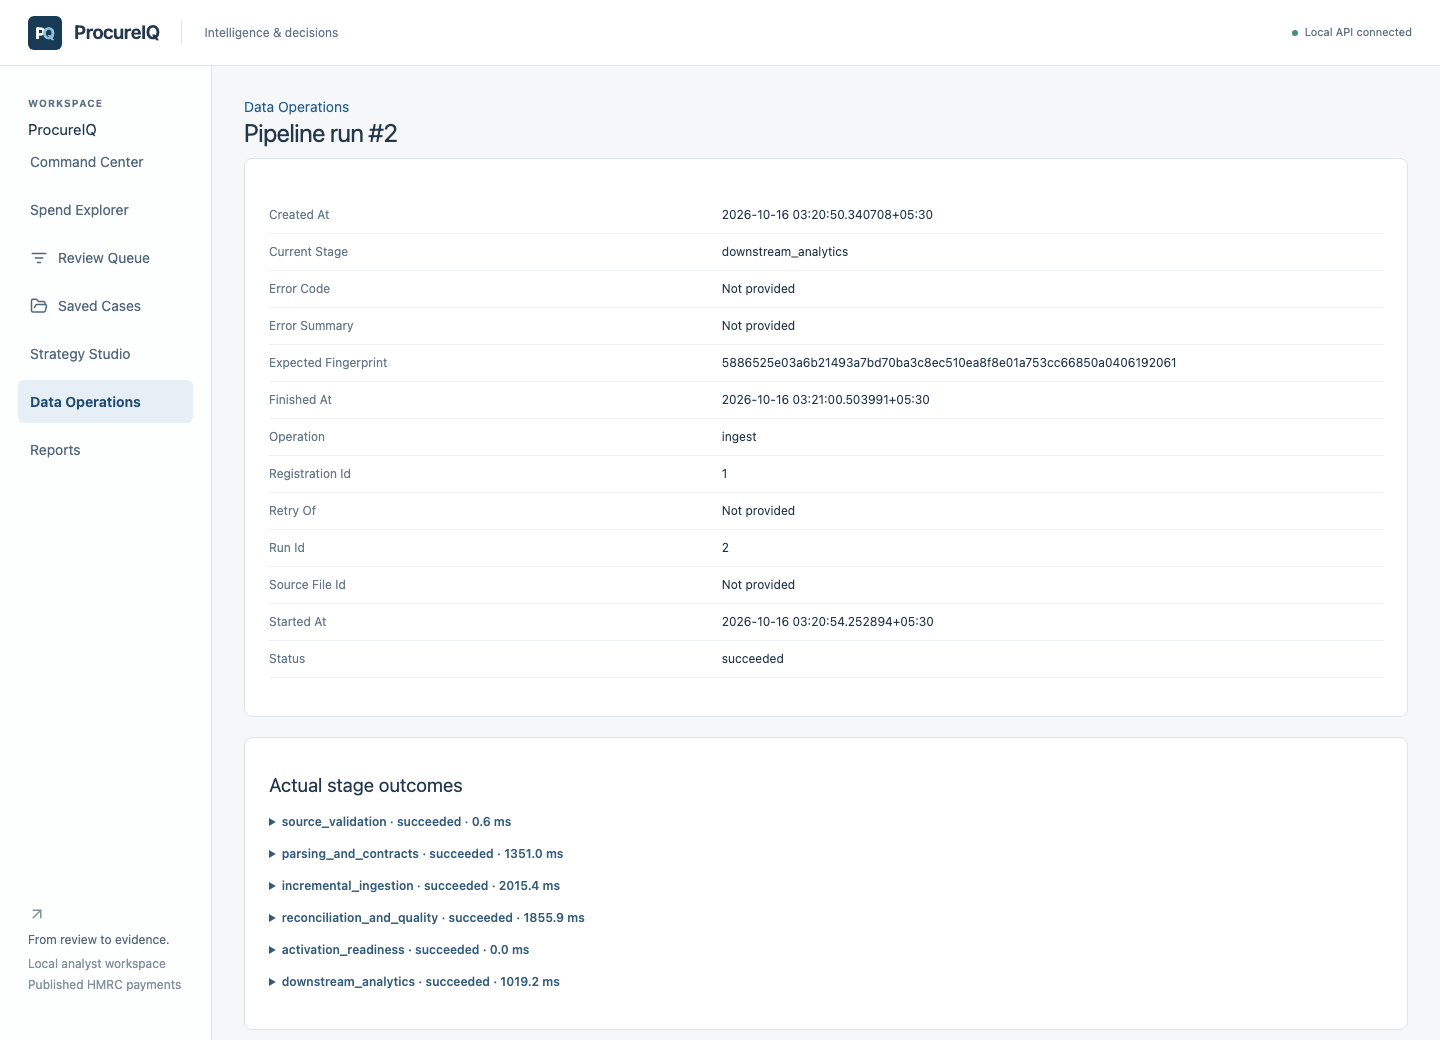 PQ ProcureIQ Intelligence & decisions Local API connected
WORKSPACE
ProcureIQ
Command Center
Spend Explorer
Review Queue
Saved Cases
Strategy Studio
Data Operations
Reports
From review to evidence.
Local analyst workspace
Published HMRC payments
Data Operations
Pipeline run #2
Created At 2026-10-16 03:20:50.340708+05:30
Current Stage downstream_analytics
Error Code Not provided
Error Summary Not provided
Expected Fingerprint 5886525e03a6b21493a7bd70ba3c8ec510ea8f8e01a753cc66850a0406192061
Finished At 2026-10-16 03:21:00.503991+05:30
Operation ingest
Registration Id 1
Retry Of Not provided
Run Id 2
Source File Id Not provided
Started At 2026-10-16 03:20:54.252894+05:30
Status succeeded
Actual stage outcomes
source_validation · succeeded · 0.6 ms
parsing_and_contracts · succeeded · 1351.0 ms
incremental_ingestion · succeeded · 2015.4 ms
reconciliation_and_quality · succeeded · 1855.9 ms
activation_readiness · succeeded · 0.0 ms
downstream_analytics · succeeded · 1019.2 ms